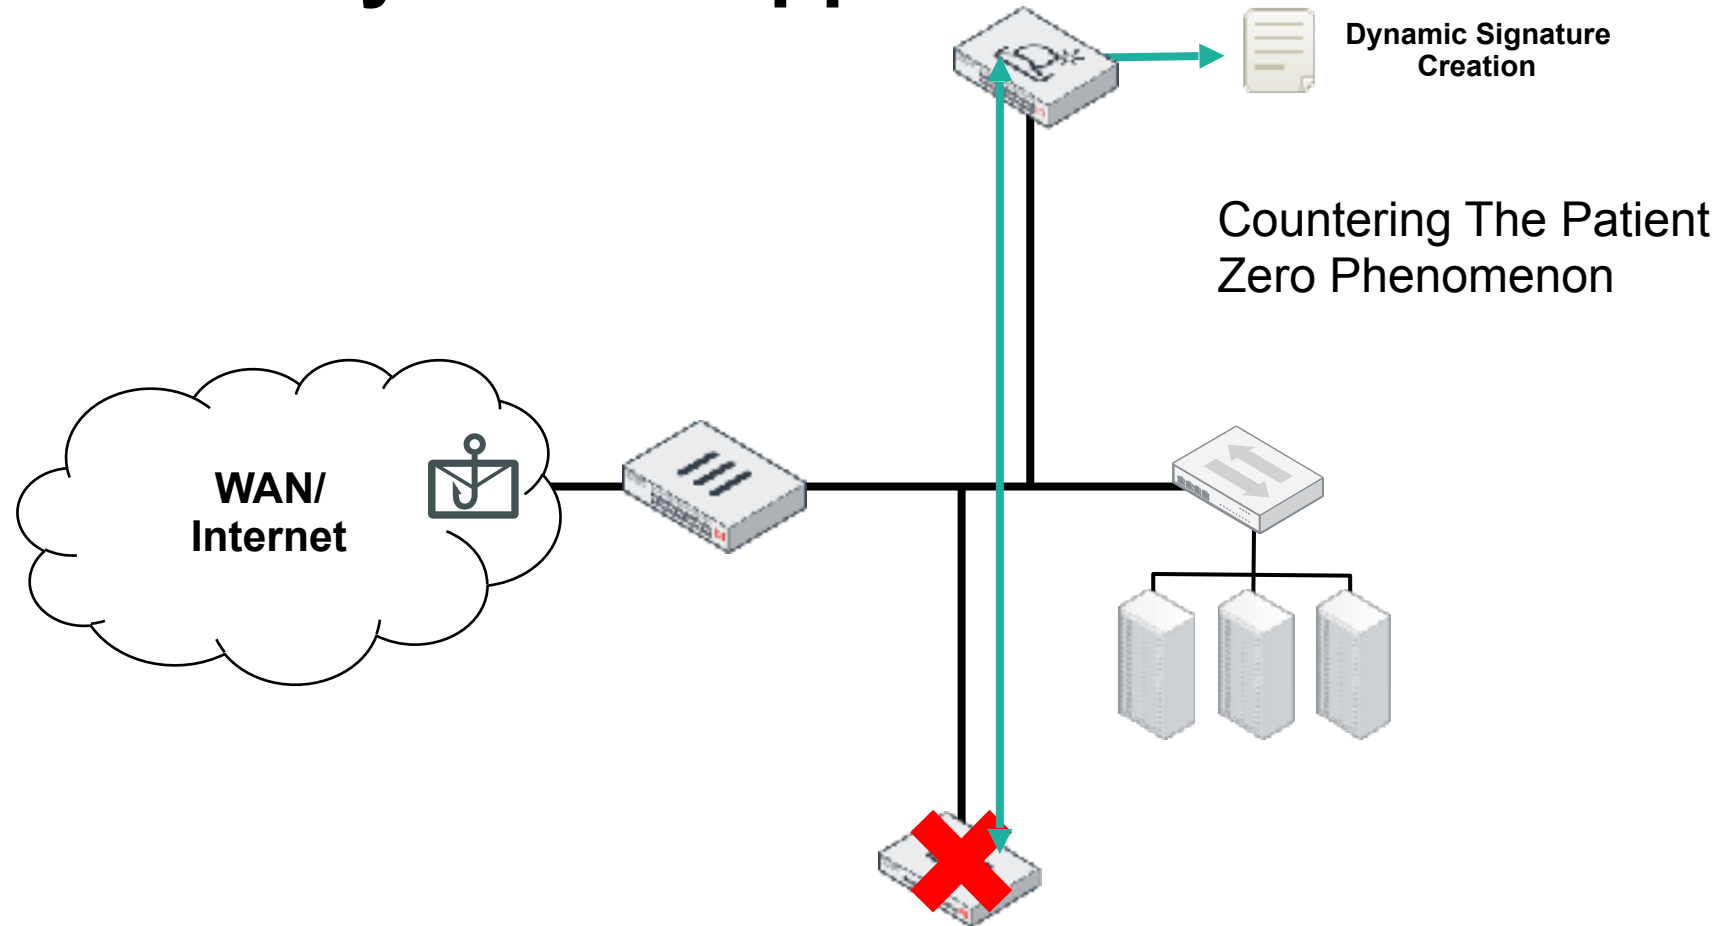 Dynamic Signature
Creation
Countering The Patient
Zero Phenomenon
WAN/
Internet